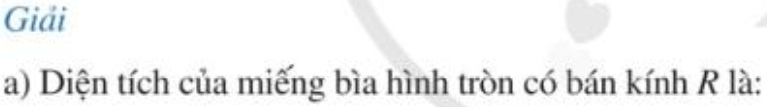 Giải
a) Diện tích của miếng bìa hình tròn có bán kính R là: